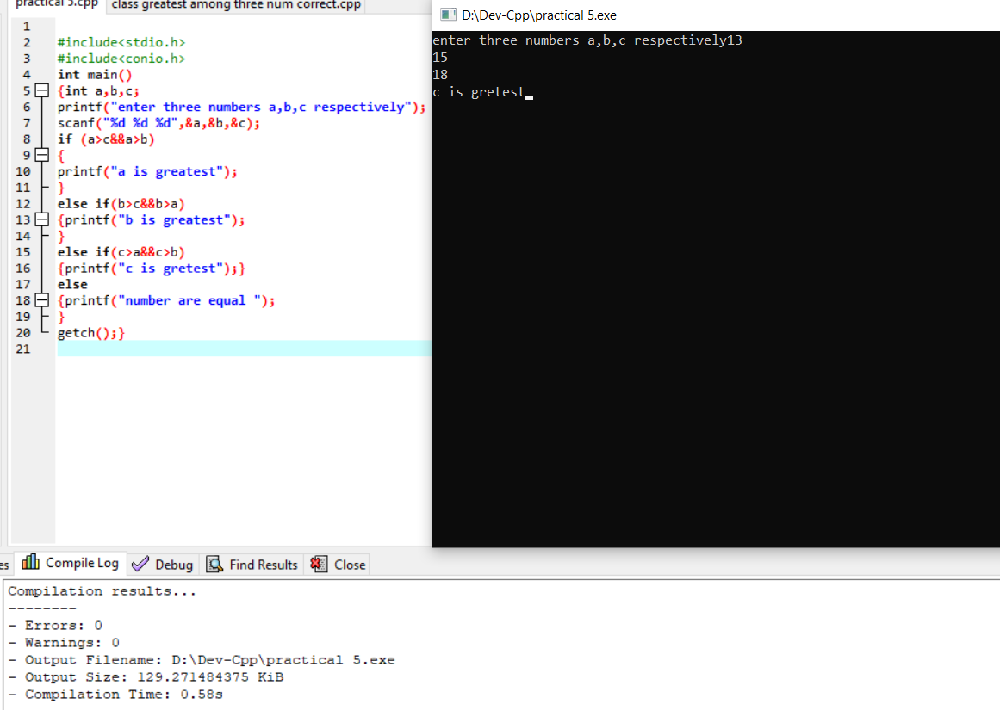 practical 5.cpp class greatest among three num correct.cpp
1
2 #include<stdio.h>
3 #include<conio.h>
4 int main()
5 {int a,b,c;
6 printf("enter three numbers a,b,c respectively");
7 scanf("%d %d %d",&a,&b,&c);
8 if (a>c&&a>b)
9 {
10 printf("a is greatest");
11 }
12 else if(b>c&&b>a)
13 {printf("b is greatest");
14 }
15 else if(c>a&&c>b)
16 {printf("c is gretest");}
17 else
18 {printf("number are equal ");
19 }
20 getch();}
21
D:\Dev-Cpp\practical 5.exe
enter three numbers a,b,c respectively13
15
18
c is gretest
es Compile Log Debug Find Results Close
Compilation results...
--------
- Errors: 0
- Warnings: 0
- Output Filename: D:\Dev-Cpp\practical 5.exe
- Output Size: 129.271484375 KiB
- Compilation Time: 0.58s